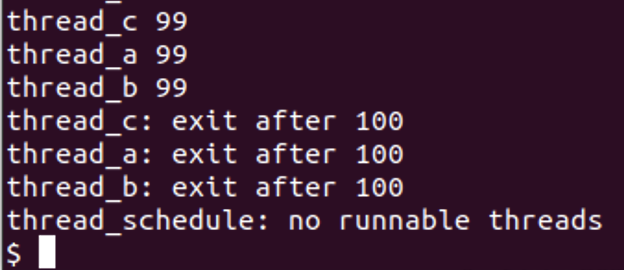 thread_c 99
thread_a 99
thread_b 99
thread_c: exit after 100
thread_a: exit after 100
thread_b: exit after 100
thread_schedule: no runnable threads
$